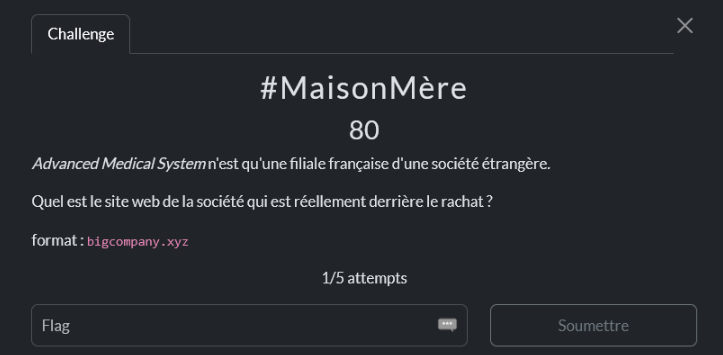 Challenge
#MaisonMère
80
Advanced Medical System n'est qu'une filiale française d'une société étrangère.
Quel est le site web de la société qui est réellement derrière le rachat ?
format : bigcompany.xyz
1/5 attempts
Flag
Soumettre